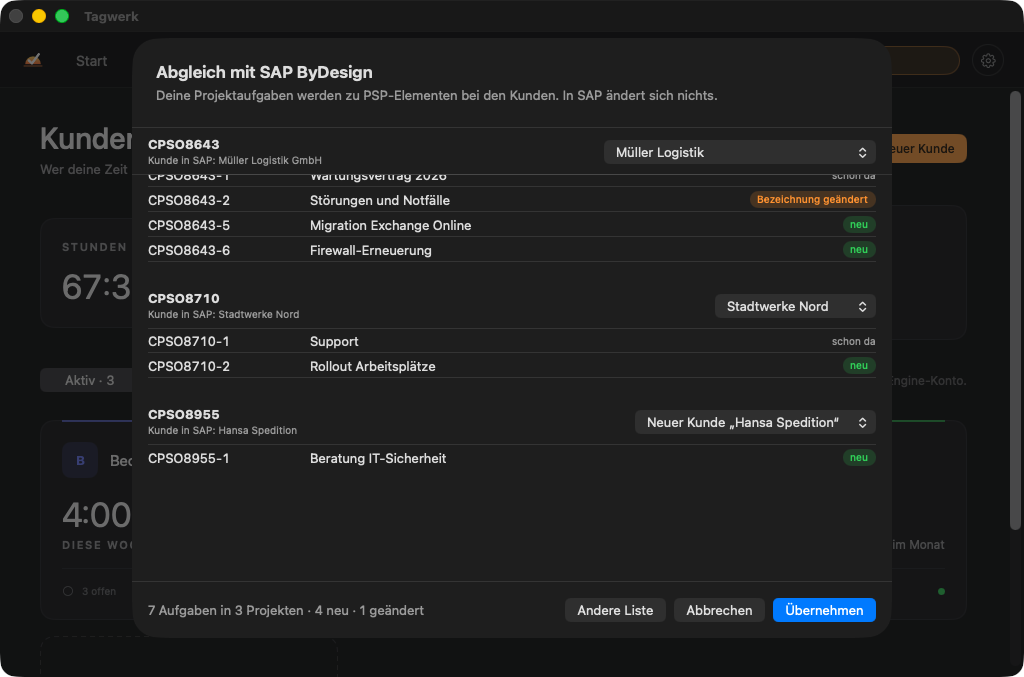 Tagwerk
Start
Abgleich mit SAP ByDesign
Deine Projektaufgaben werden zu PSP-Elementen bei den Kunden. In SAP ändert sich nichts.
Kunden
Wer deine Zeit
euer Kunde
CPSO8643
Kunde in SAP: Müller Logistik GmbH
Müller Logistik
CPSO8643-1 Wartungsvertrag 2026 schon da
CPSO8643-2 Störungen und Notfälle Bezeichnung geändert
CPSO8643-5 Migration Exchange Online neu
CPSO8643-6 Firewall-Erneuerung neu
STUNDEN
67:3
CPSO8710
Kunde in SAP: Stadtwerke Nord
Stadtwerke Nord
CPSO8710-1 Support schon da
CPSO8710-2 Rollout Arbeitsplätze neu
Aktiv · 3
Engine-Konto.
CPSO8955
Kunde in SAP: Hansa Spedition
Neuer Kunde „Hansa Spedition“
CPSO8955-1 Beratung IT-Sicherheit neu
B
Bec
4:00
DIESE WO
im Monat
3 offen
7 Aufgaben in 3 Projekten · 4 neu · 1 geändert
Andere Liste
Abbrechen
Übernehmen